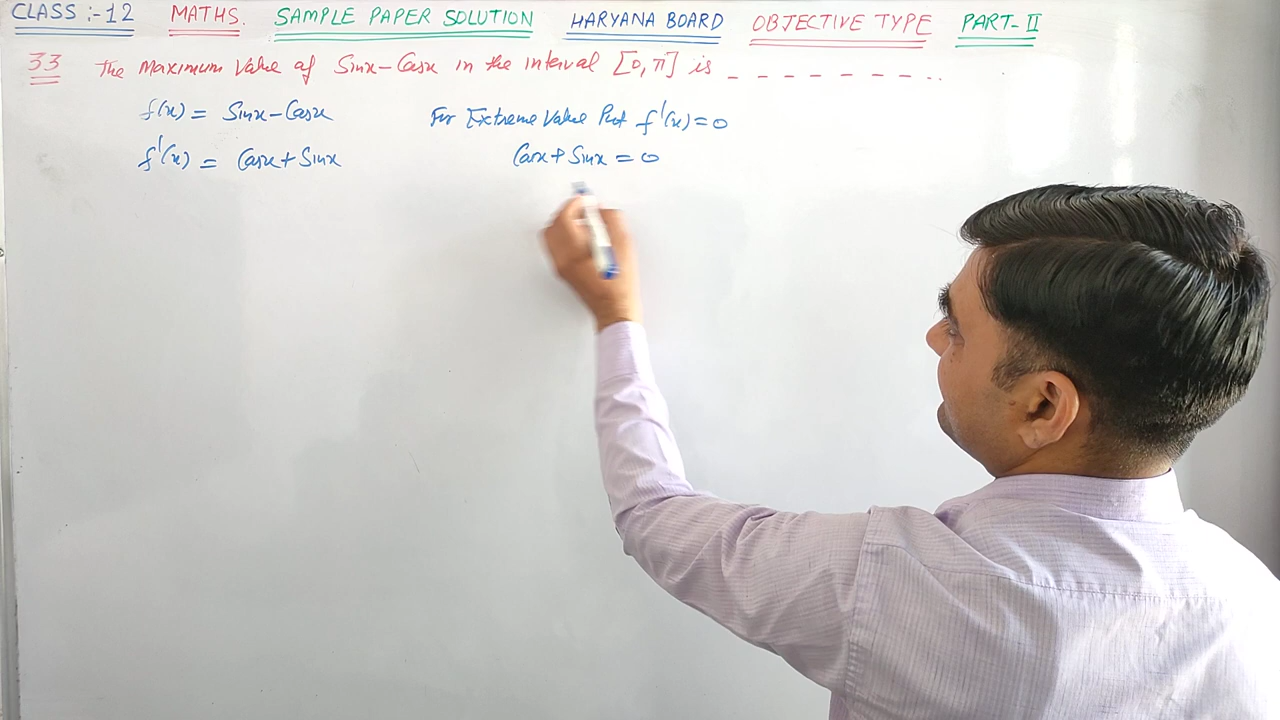 CLASS :- 12 MATHS. SAMPLE PAPER SOLUTION HARYANA BOARD OBJECTIVE TYPE PART-II
33 The Maximum Value of Sinx-Cosx in the interval [0,π] is _ _ _ _ _ _ _ _ _ ..
f(x) = Sinx-Cosx For Extreme Value Put f'(x)=0
f'(x) = Cosx+Sinx Cosx+Sinx = 0